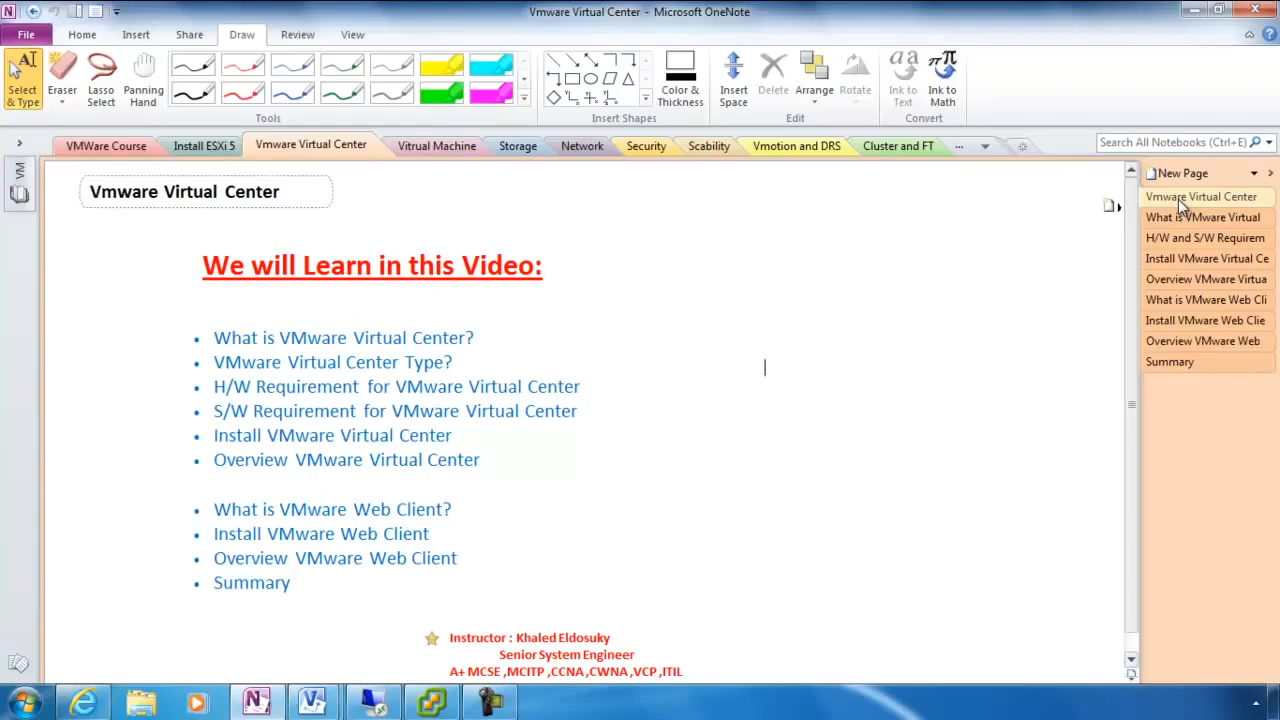 Vmware Virtual Center - Microsoft OneNote
File Home Insert Share Draw Review View
Select & Type
Eraser
Lasso Select
Panning Hand
Color & Thickness
Insert Space
Delete
Arrange
Rotate
Ink to Text
Ink to Math
Tools
Insert Shapes
Edit
Convert
VMWare Course
Install ESXi 5
Vmware Virtual Center
Vitrual Machine
Storage
Network
Security
Scability
Vmotion and DRS
Cluster and FT
...
Search All Notebooks (Ctrl+E)
VM
Vmware Virtual Center
We will Learn in this Video:
• What is VMware Virtual Center?
• VMware Virtual Center Type?
• H/W Requirement for VMware Virtual Center
• S/W Requirement for VMware Virtual Center
• Install VMware Virtual Center
• Overview VMware Virtual Center
• What is VMware Web Client?
• Install VMware Web Client
• Overview VMware Web Client
• Summary
Instructor : Khaled Eldosuky
Senior System Engineer
A+ MCSE ,MCITP ,CCNA ,CWNA ,VCP ,ITIL
New Page
Vmware Virtual Center
What is VMware Virtual
H/W and S/W Requirem
Install VMware Virtual Ce
Overview VMware Virtua
What is VMware Web Cli
Install VMware Web Clie
Overview VMware Web
Summary